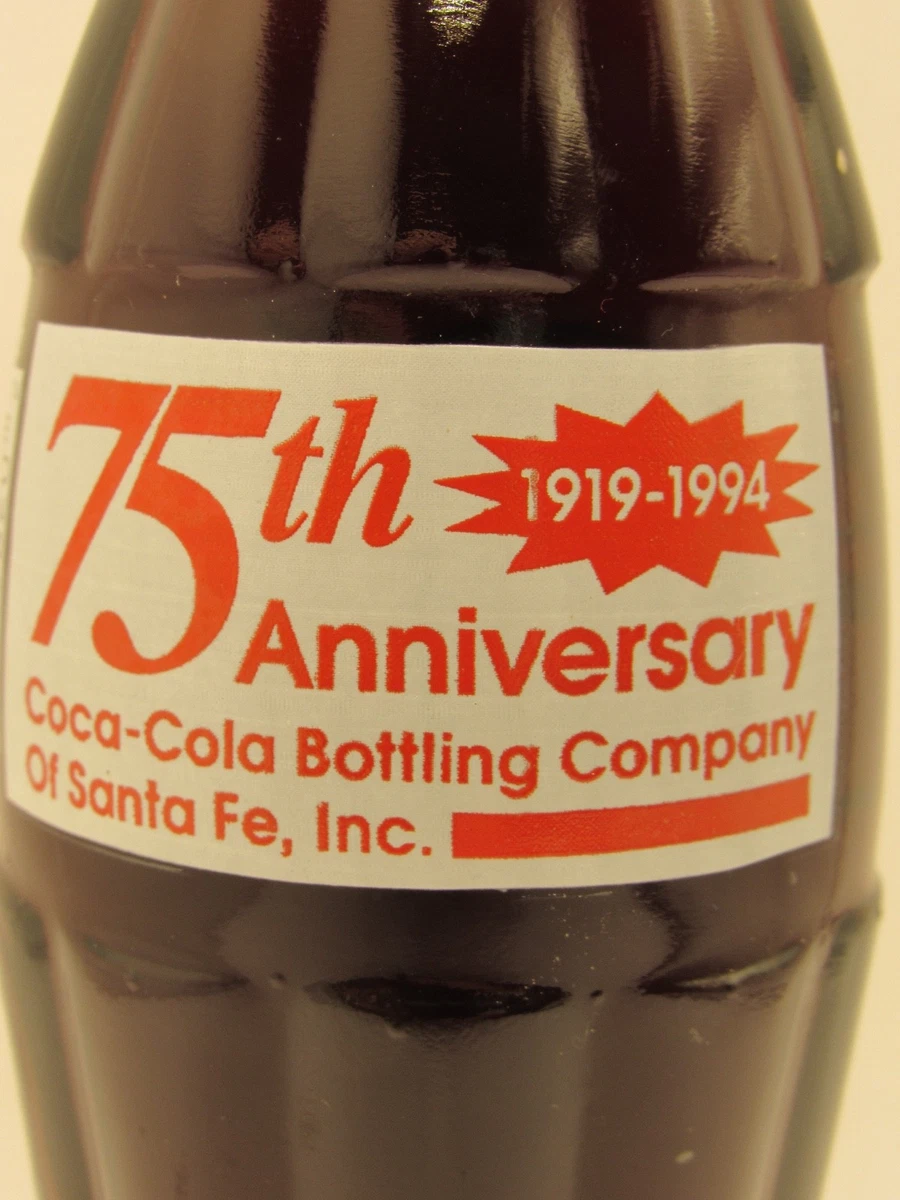 75th
1919-1994
Anniversary
Coca-Cola Bottling Company
Of Santa Fe, Inc.